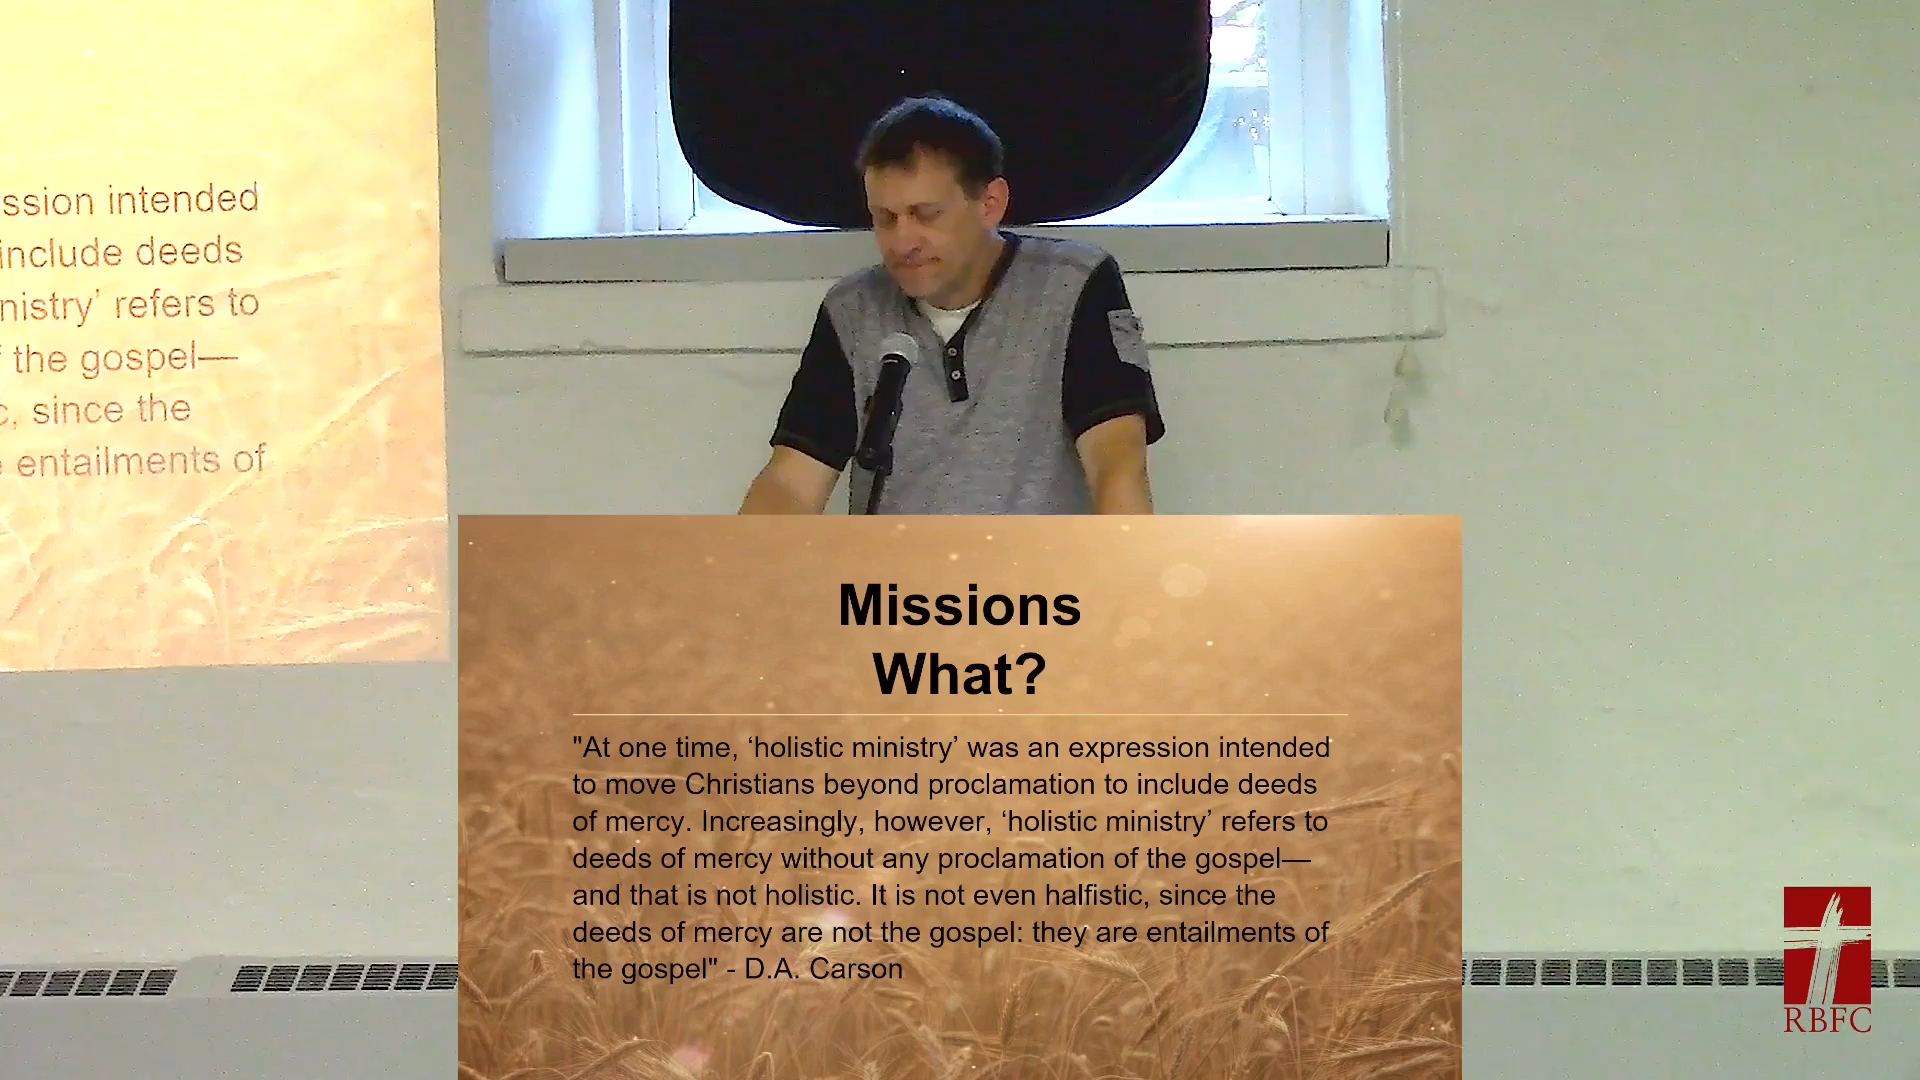 ssion intended
include deeds
nistry’ refers to
the gospel—
, since the
entailments of
Missions
What?
"At one time, ‘holistic ministry’ was an expression intended
to move Christians beyond proclamation to include deeds
of mercy. Increasingly, however, ‘holistic ministry’ refers to
deeds of mercy without any proclamation of the gospel—
and that is not holistic. It is not even halfistic, since the
deeds of mercy are not the gospel: they are entailments of
the gospel" - D.A. Carson
RBFC